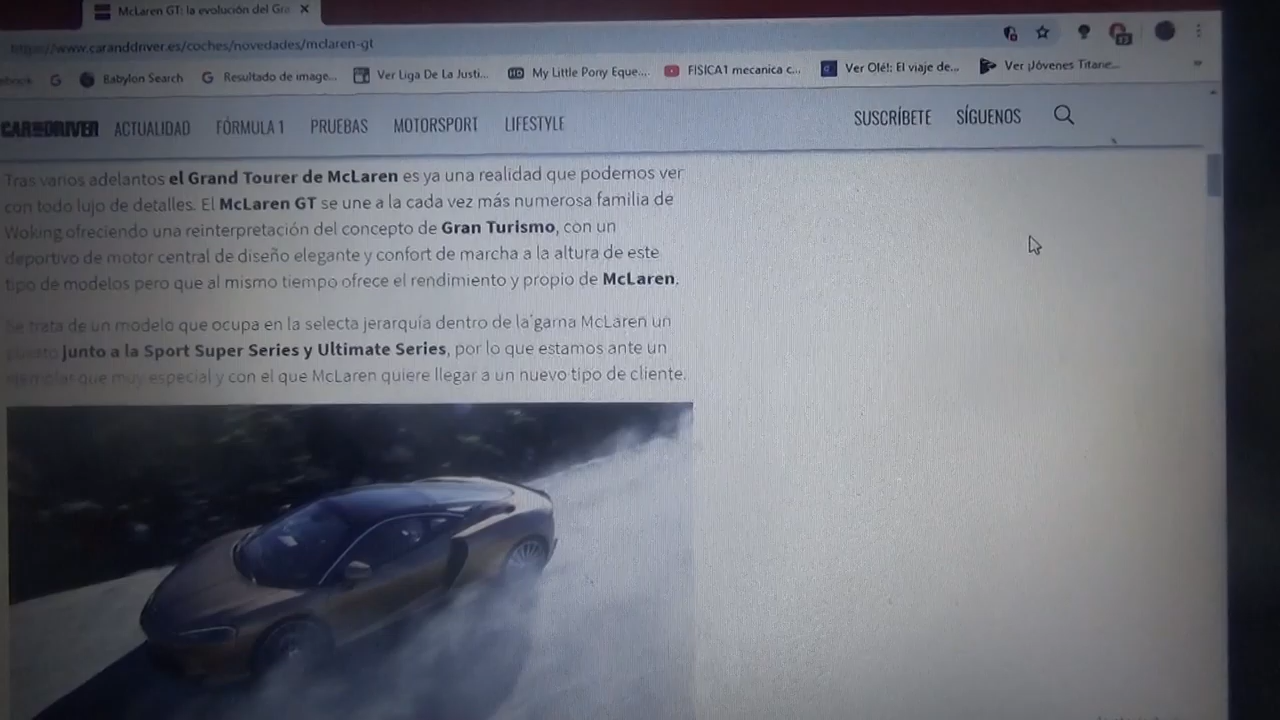 McLaren GT: la evolución del Gra
https://www.caranddriver.es/coches/novedades/mclaren-gt
Babylon Search
Resultado de image...
Ver Liga De La Justi...
My Little Pony Eque...
FISICA1 mecanica c...
Ver Olé!: El viaje de...
Ver ¡Jóvenes Titane...
CAR AND DRIVER ACTUALIDAD FÓRMULA 1 PRUEBAS MOTORSPORT LIFESTYLE SUSCRÍBETE SÍGUENOS
Tras varios adelantos el Grand Tourer de McLaren es ya una realidad que podemos ver
con todo lujo de detalles. El McLaren GT se une a la cada vez más numerosa familia de
Woking ofreciendo una reinterpretación del concepto de Gran Turismo, con un
deportivo de motor central de diseño elegante y confort de marcha a la altura de este
tipo de modelos pero que al mismo tiempo ofrece el rendimiento y propio de McLaren.
Se trata de un modelo que ocupa en la selecta jerarquía dentro de la gama McLaren un
puesto junto a la Sport Super Series y Ultimate Series, por lo que estamos ante un
ejemplar que muy especial y con el que McLaren quiere llegar a un nuevo tipo de cliente.